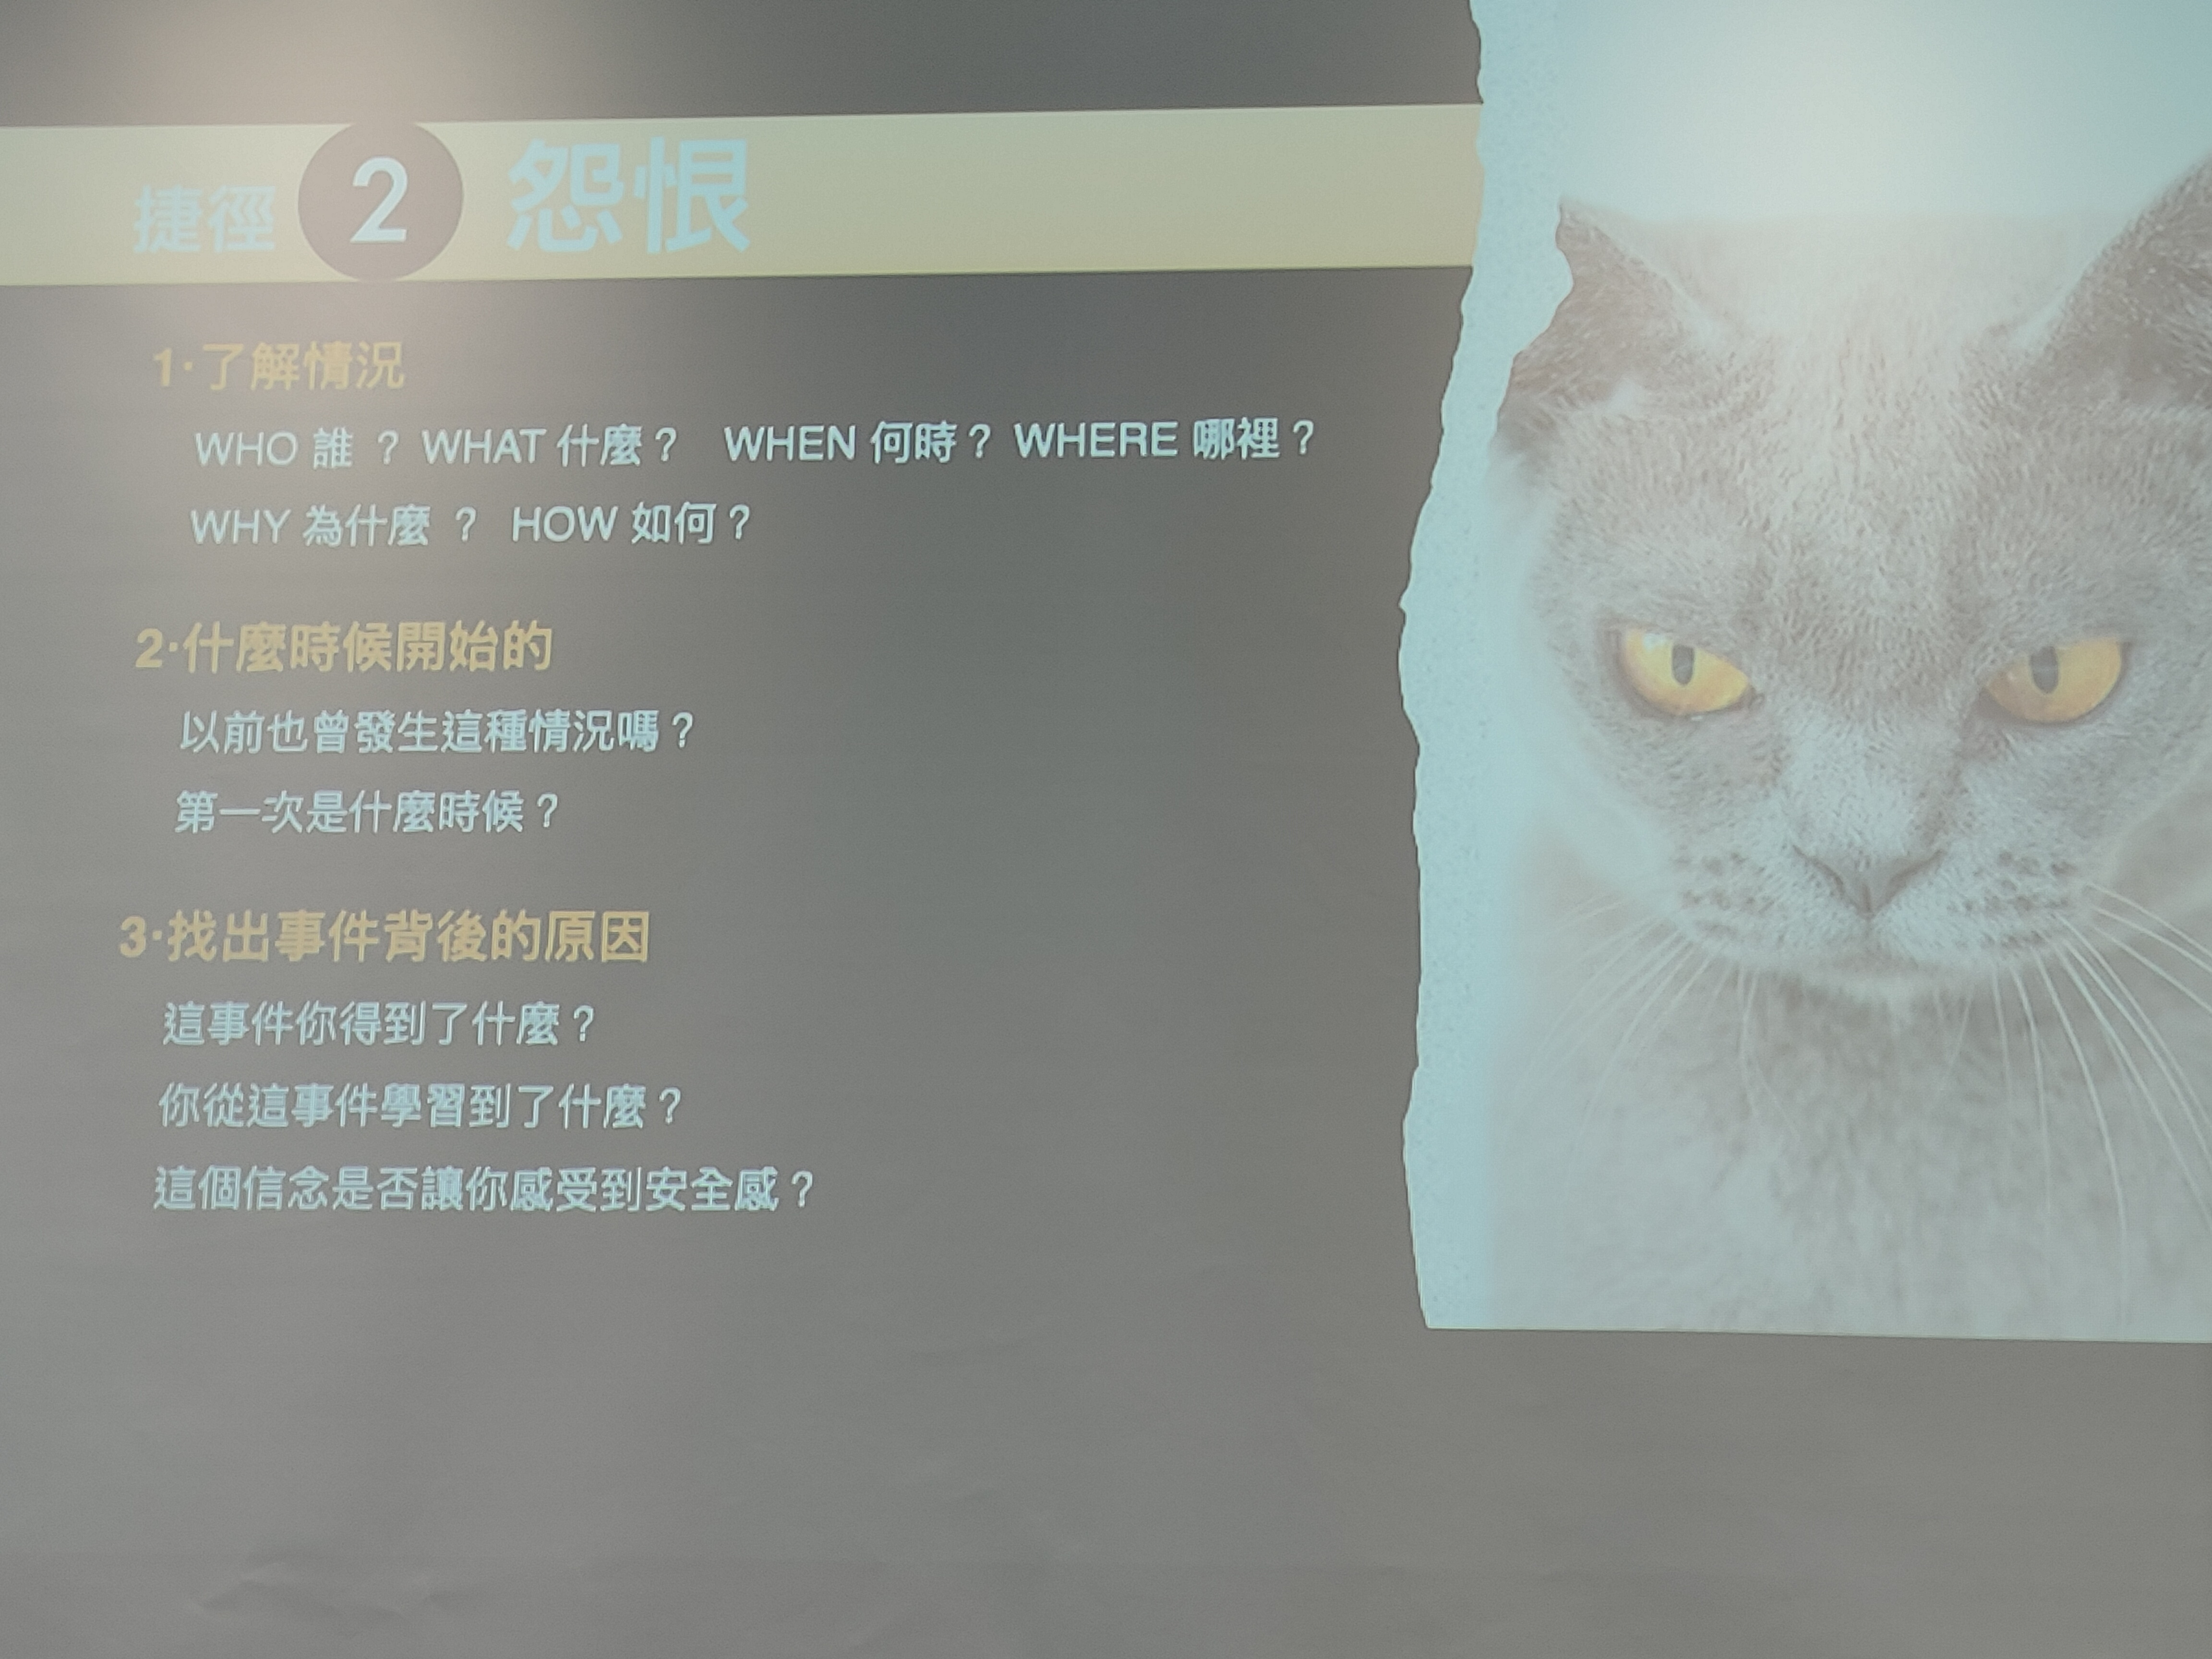 捷徑 2 怨恨
1·了解情況
WHO 誰 ？ WHAT 什麼？ WHEN 何時？ WHERE 哪裡？
WHY 為什麼 ？ HOW 如何？
2·什麼時候開始的
以前也曾發生這種情況嗎？
第一次是什麼時候？
3·找出事件背後的原因
這事件你得到了什麼？
你從這事件學習到了什麼？
這個信念是否讓你感受到安全感？